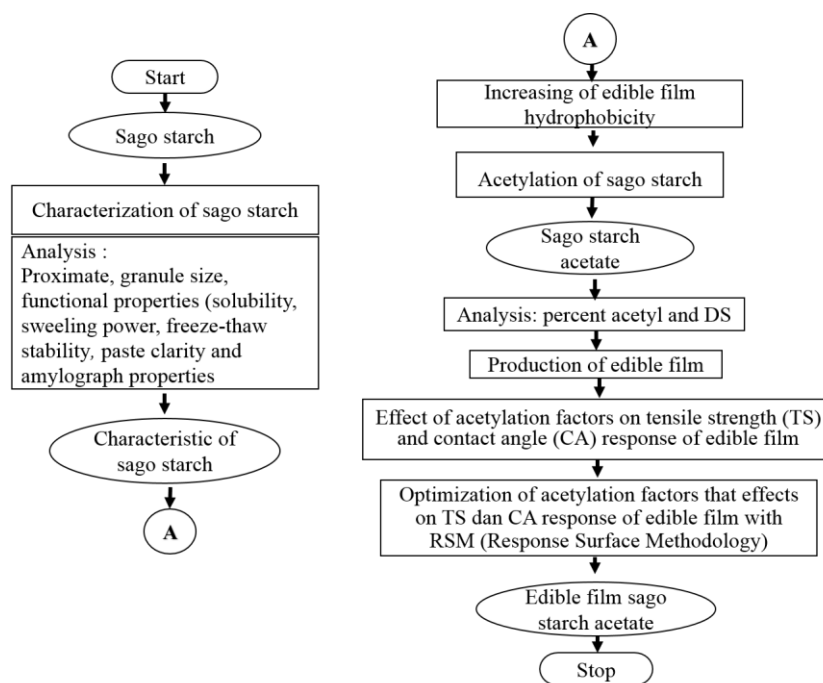 Start
Sago starch
Characterization of sago starch
Analysis :
Proximate, granule size,
functional properties (solubility,
sweeling power, freeze-thaw
stability, paste clarity and
amylograph properties
Characteristic of
sago starch
A
A
Increasing of edible film
hydrophobicity
Acetylation of sago starch
Sago starch
acetate
Analysis: percent acetyl and DS
Production of edible film
Effect of acetylation factors on tensile strength (TS)
and contact angle (CA) response of edible film
Optimization of acetylation factors that effects
on TS dan CA response of edible film with
RSM (Response Surface Methodology)
Edible film sago
starch acetate
Stop